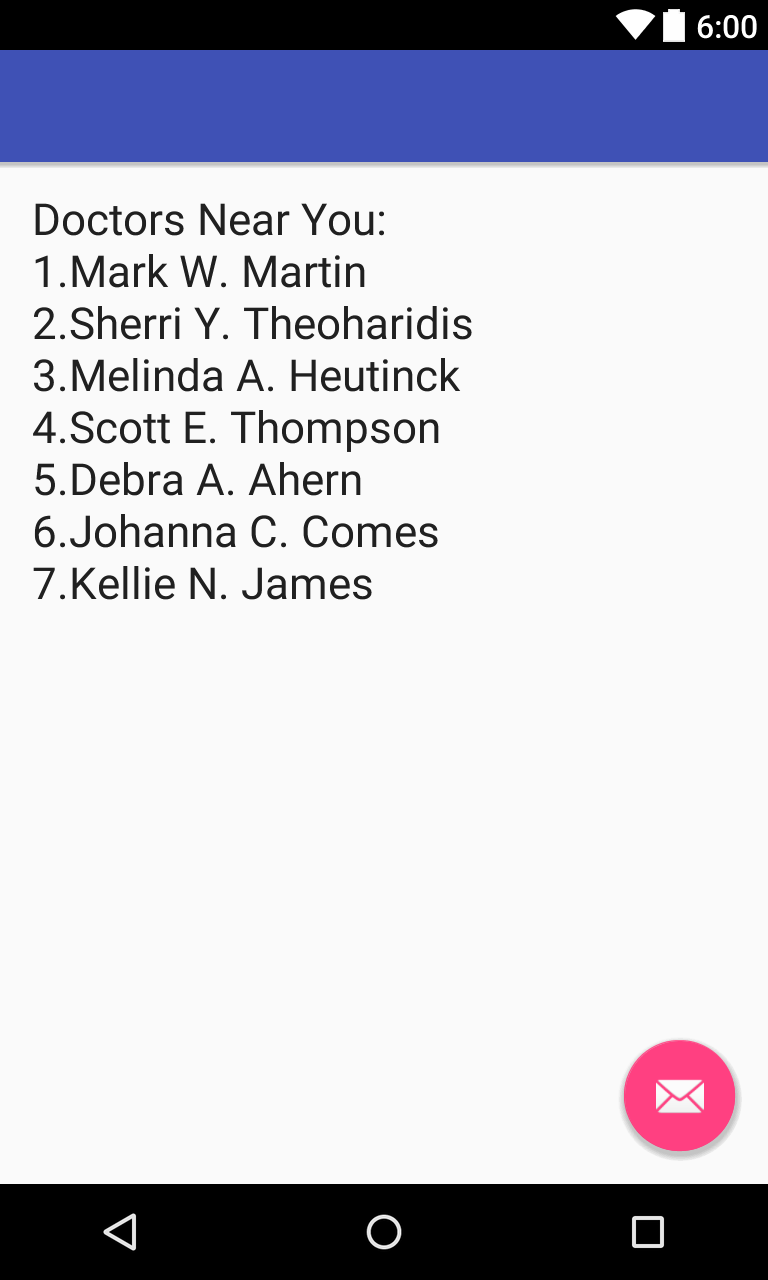 6:00
Doctors Near You:
1.Mark W. Martin
2.Sherri Y. Theoharidis
3.Melinda A. Heutinck
4.Scott E. Thompson
5.Debra A. Ahern
6.Johanna C. Comes
7.Kellie N. James